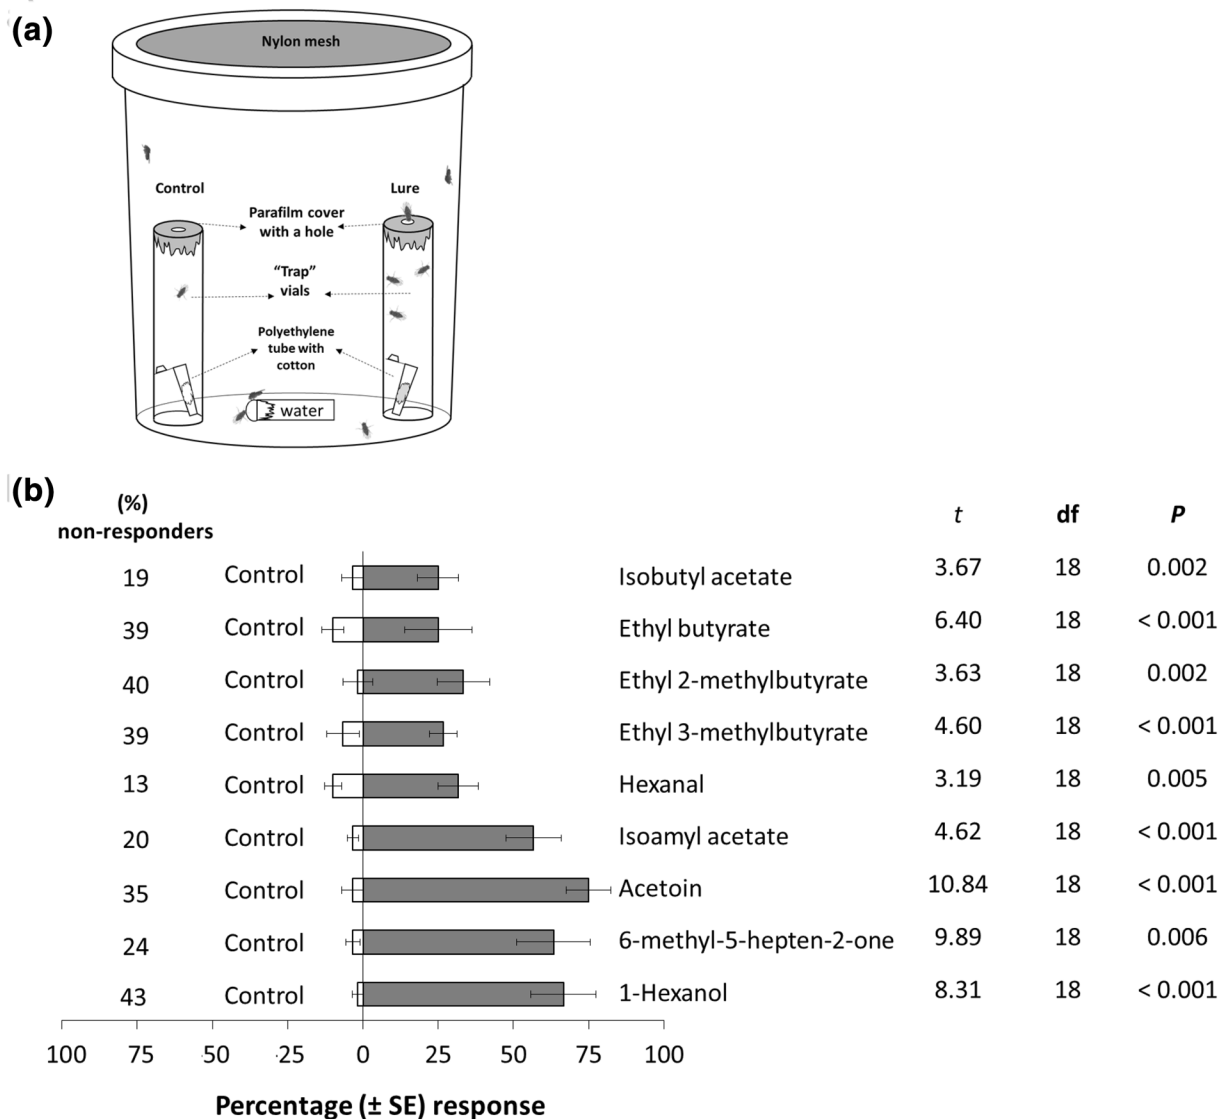 (a)
Nylon mesh
Control
Lure
Parafilm cover
with a hole
“Trap”
vials
Polyethylene
tube with
cotton
water
(b)
(%)
non-responders
t df P
19 Control Isobutyl acetate 3.67 18 0.002
39 Control Ethyl butyrate 6.40 18 < 0.001
40 Control Ethyl 2-methylbutyrate 3.63 18 0.002
39 Control Ethyl 3-methylbutyrate 4.60 18 < 0.001
13 Control Hexanal 3.19 18 0.005
20 Control Isoamyl acetate 4.62 18 < 0.001
35 Control Acetoin 10.84 18 < 0.001
24 Control 6-methyl-5-hepten-2-one 9.89 18 0.006
43 Control 1-Hexanol 8.31 18 < 0.001
100 75 50 25 0 25 50 75 100
Percentage (± SE) response